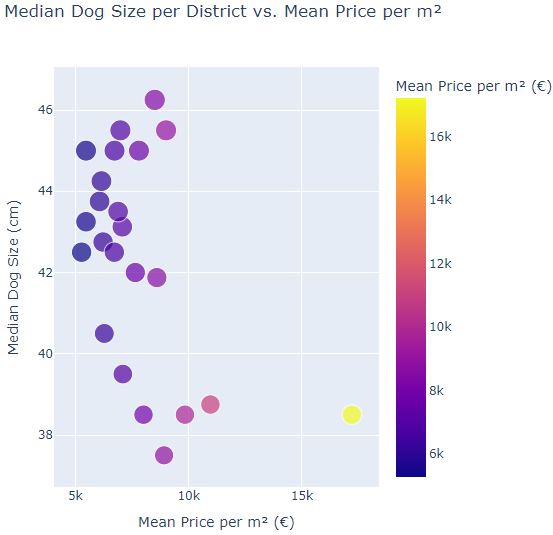 Median Dog Size per District vs. Mean Price per m²
Mean Price per m² (€)
46
44
42
40
38
Median Dog Size (cm)
5k
10k
15k
Mean Price per m² (€)
16k
14k
12k
10k
8k
6k